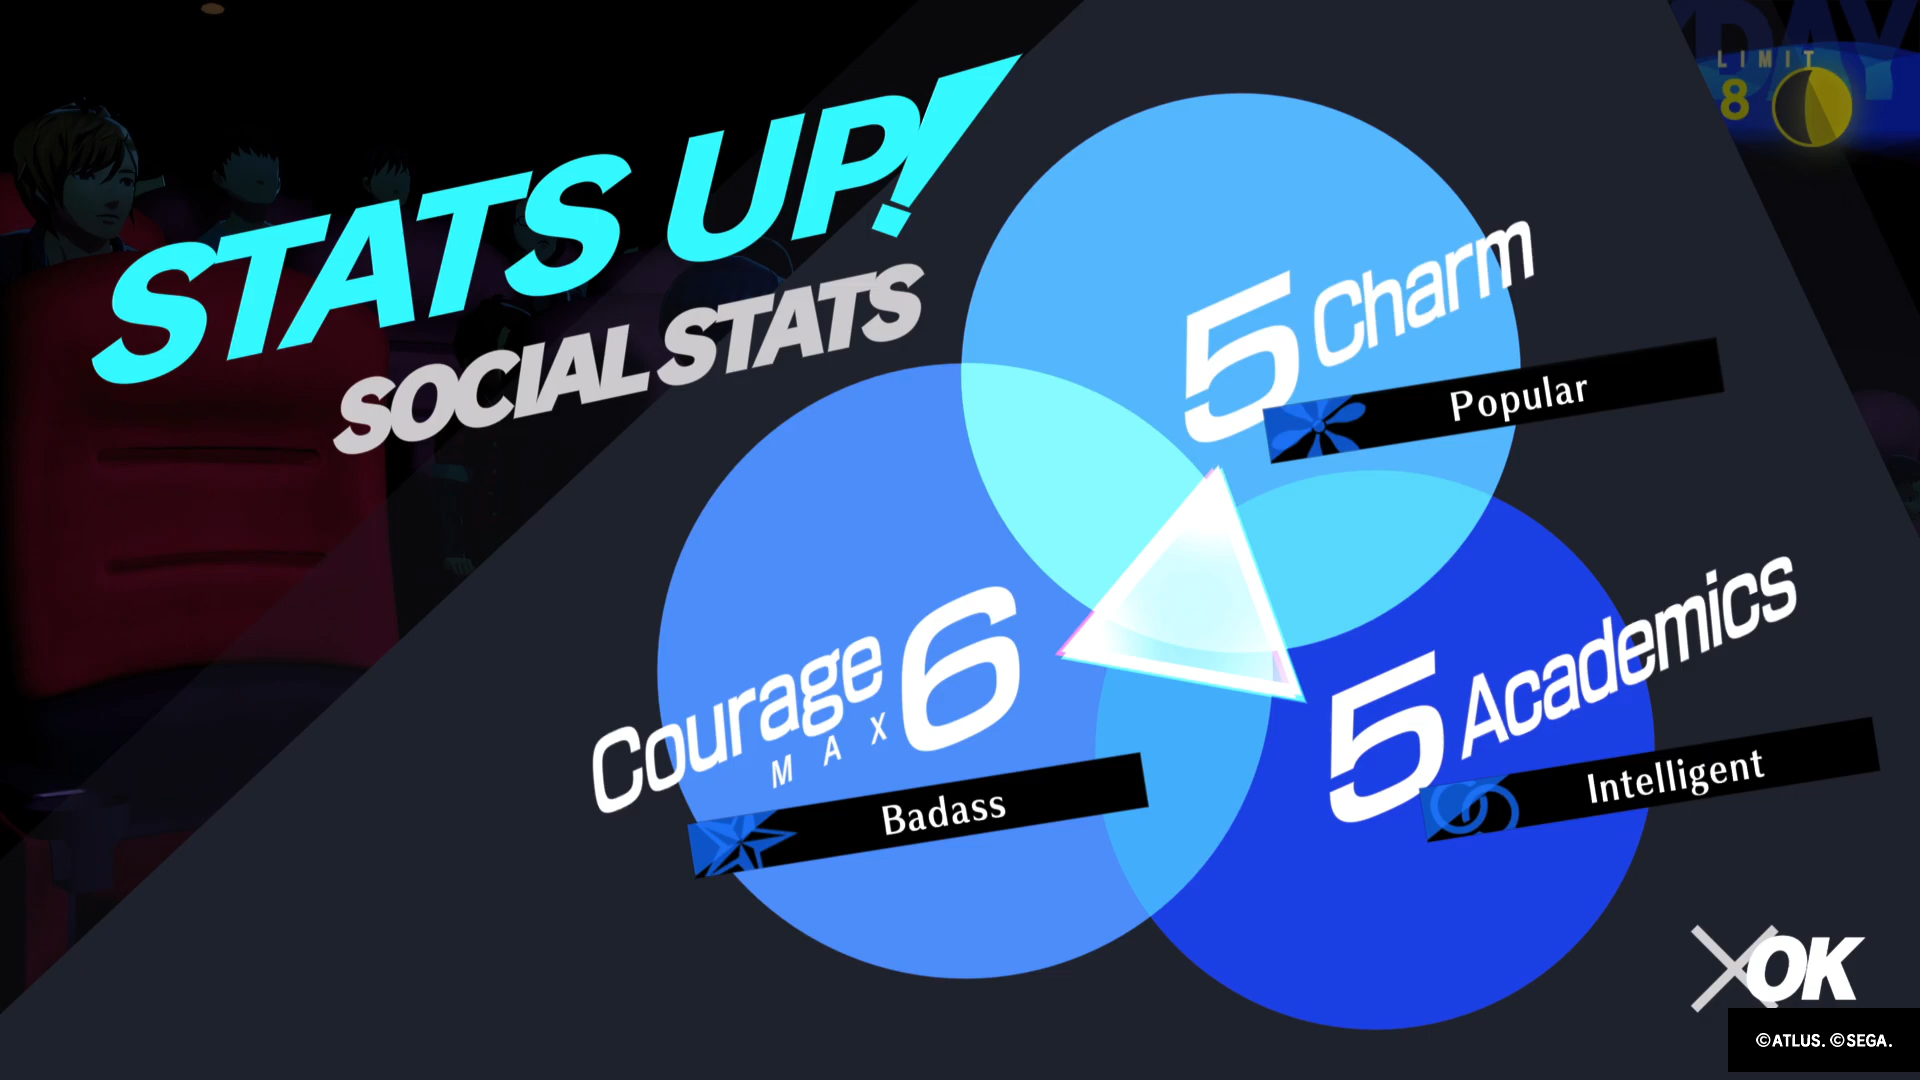 STATS UP!
SOCIAL STATS
DAY
LIMIT
8
5 Charm
Popular
Courage 6
MAX
Badass
5 Academics
Intelligent
OK
©ATLUS. ©SEGA.